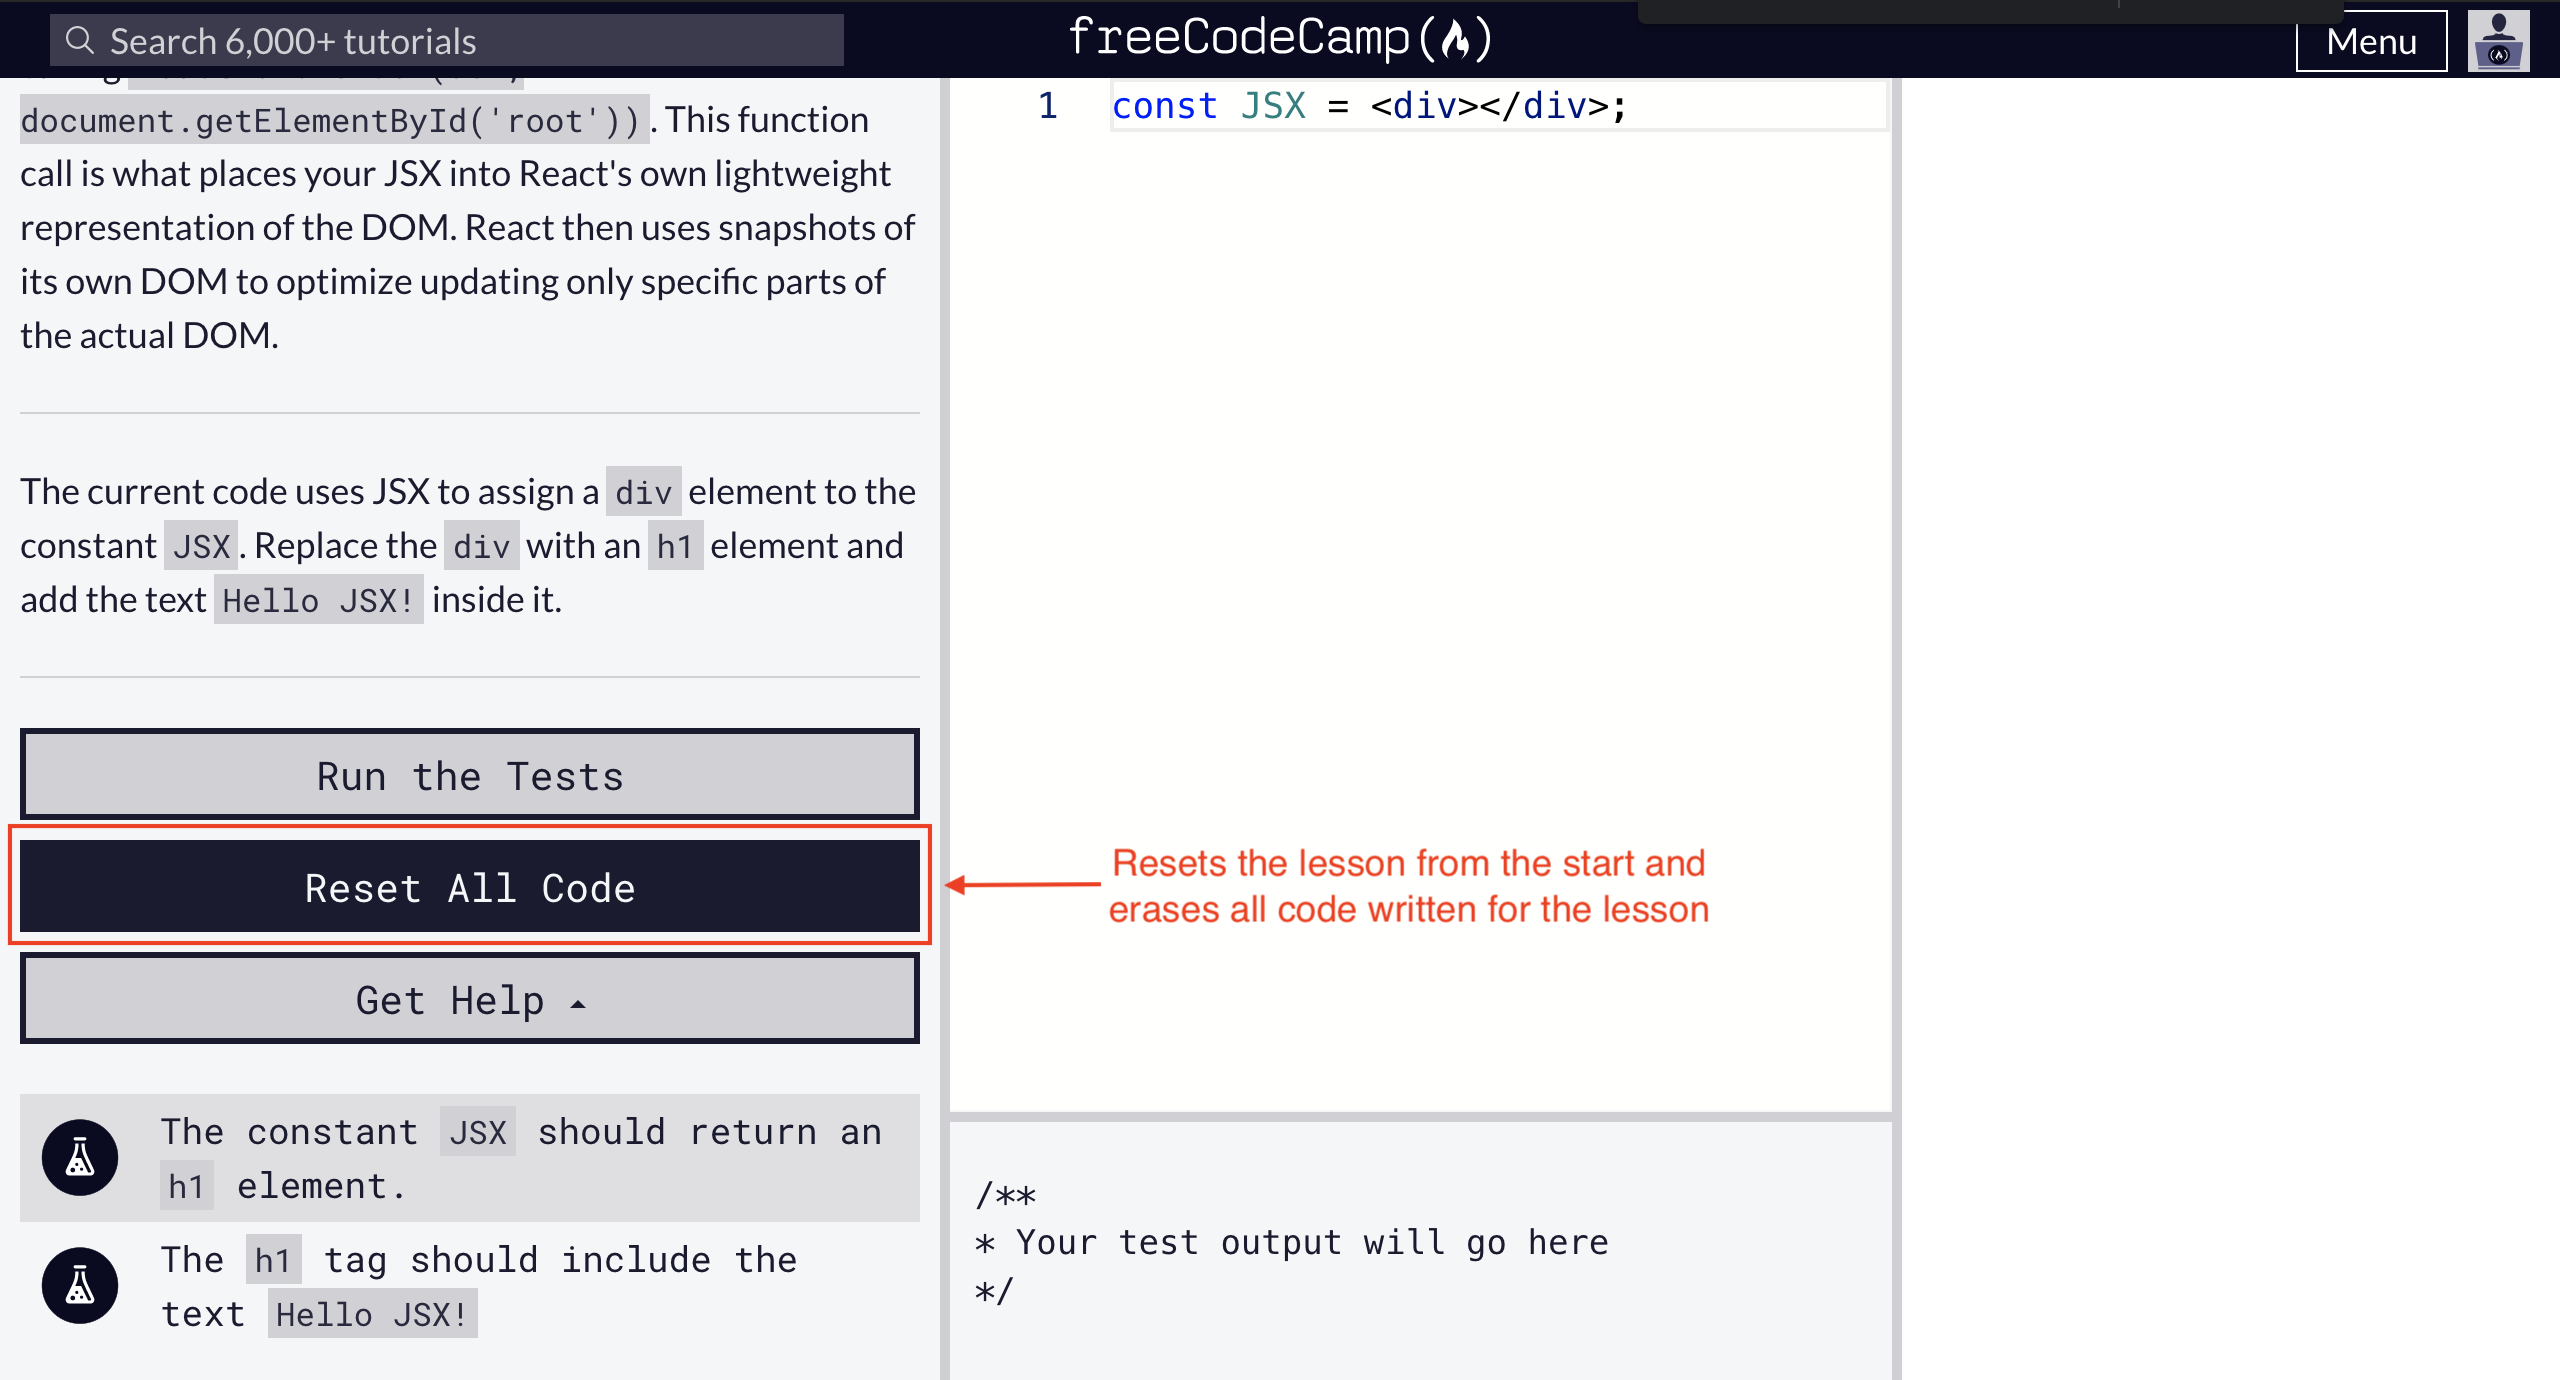 Search 6,000+ tutorials
freeCodeCamp
Menu
document.getElementById('root')). This function
call is what places your JSX into React's own lightweight
representation of the DOM. React then uses snapshots of
its own DOM to optimize updating only specific parts of
the actual DOM.
The current code uses JSX to assign a div element to the
constant JSX. Replace the div with an h1 element and
add the text Hello JSX! inside it.
Run the Tests
Reset All Code
Get Help
The constant JSX should return an
h1 element.
The h1 tag should include the
text Hello JSX!
1 const JSX = <div></div>;
Resets the lesson from the start and
erases all code written for the lesson
/**
* Your test output will go here
*/